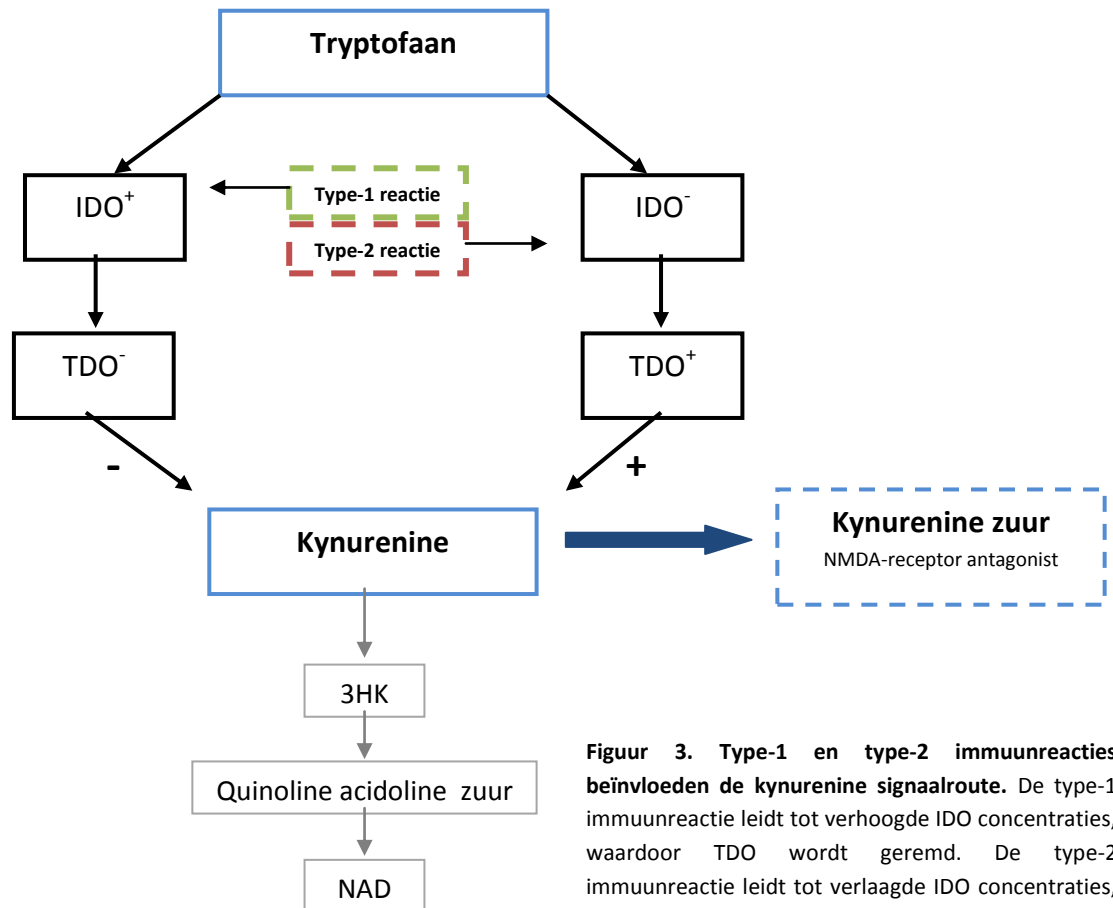 Tryptofaan
IDO⁺
Type-1 reactie
IDO⁻
Type-2 reactie
TDO⁻
TDO⁺
-
+
Kynurenine
Kynurenine zuur
NMDA-receptor antagonist
3HK
Quinoline acidoline zuur
NAD
Figuur 3. Type-1 en type-2 immuunreacties
beïnvloeden de kynurenine signaalroute. De type-1
immuunreactie leidt tot verhoogde IDO concentraties,
waardoor TDO wordt geremd. De type-2
immuunreactie leidt tot verlaagde IDO concentraties,